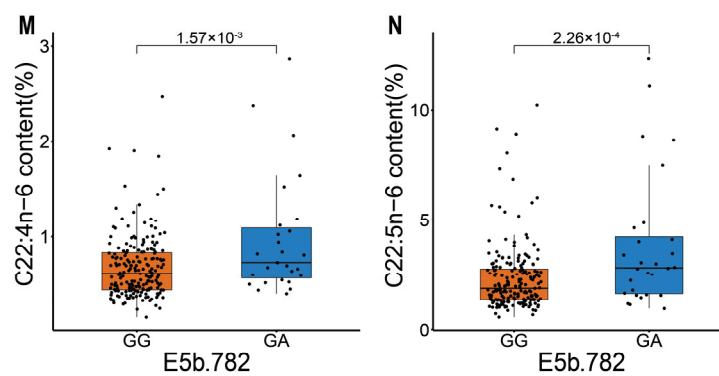 M
1.57×10⁻³
3
2
1
C22:4n−6 content(%)
GG
GA
E5b.782
N
2.26×10⁻⁴
10
5
0
C22:5n−6 content(%)
GG
GA
E5b.782